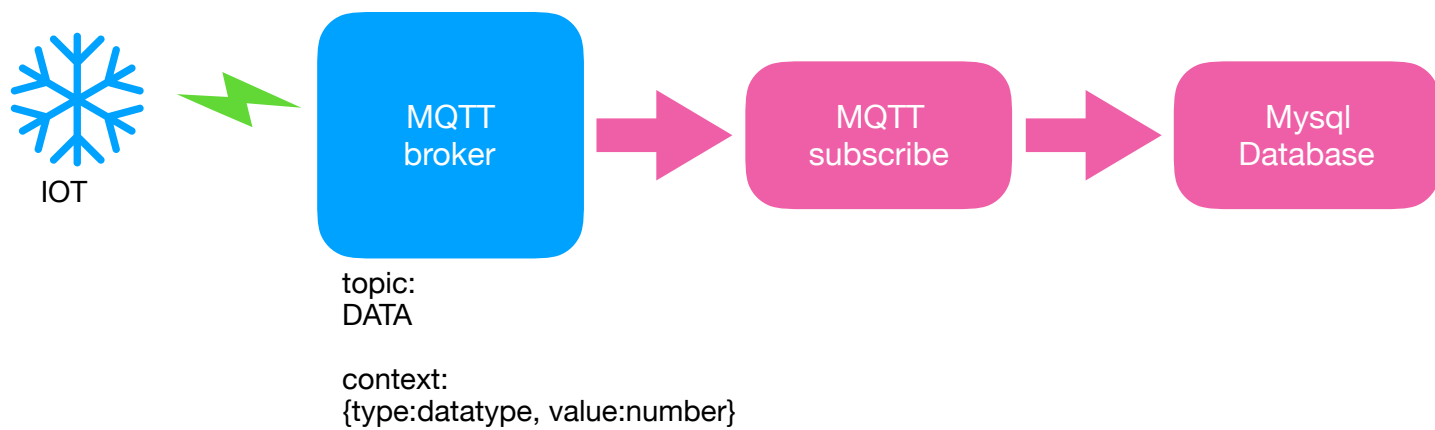 IOT
MQTT
broker
MQTT
subscribe
Mysql
Database
topic:
DATA
context:
{type:datatype, value:number}